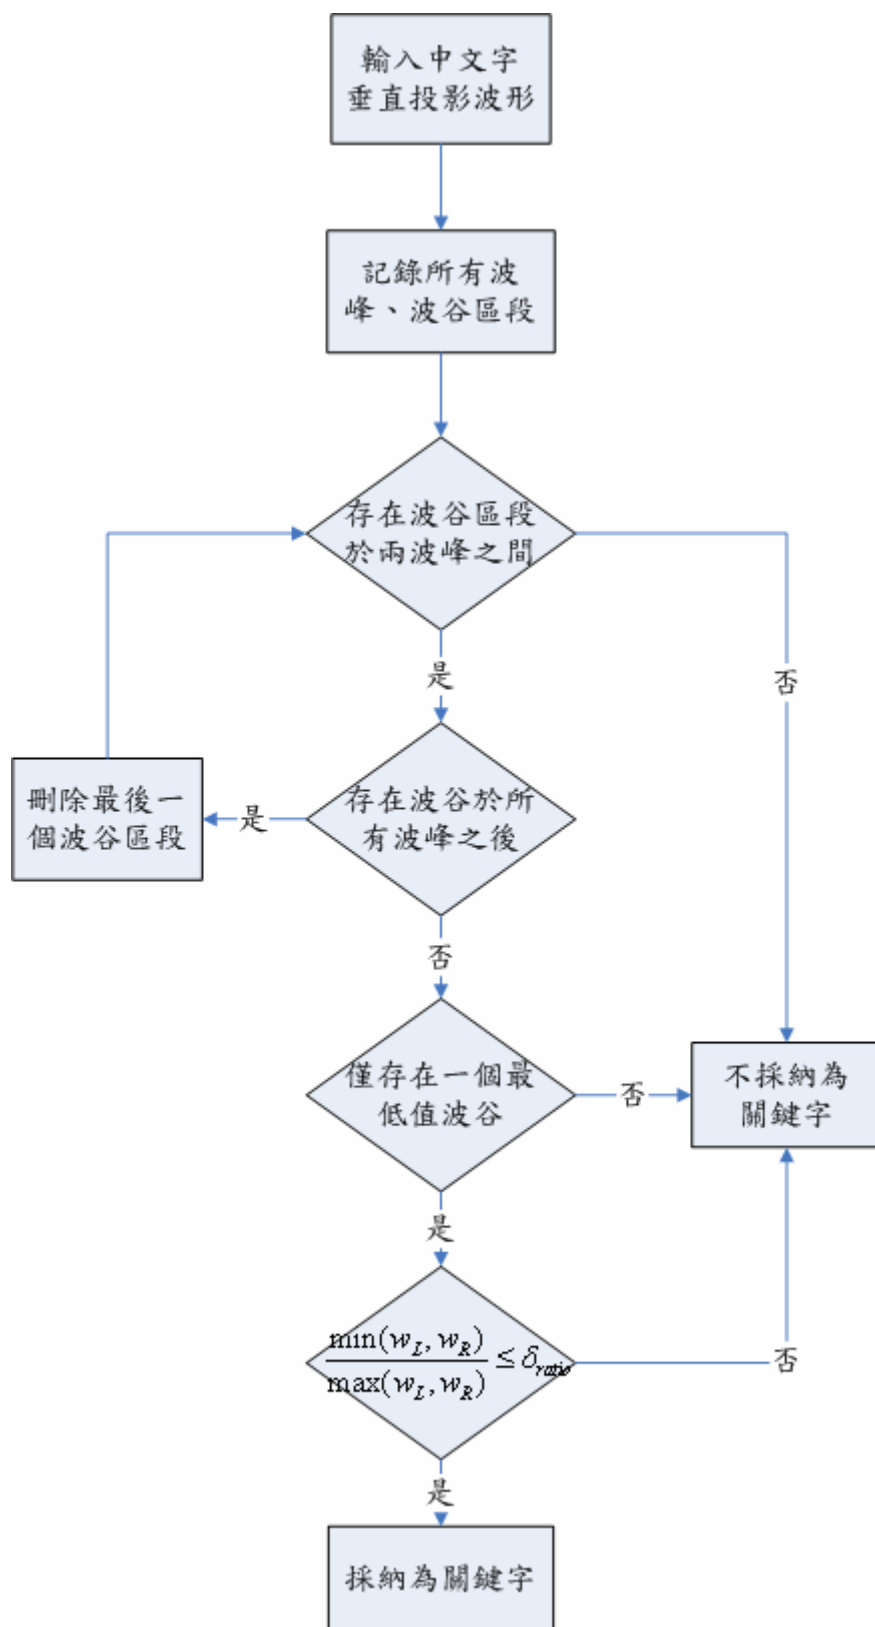 輸入中文字
垂直投影波形
記錄所有波
峰、波谷區段
存在波谷區段
於兩波峰之間
是
否
刪除最後一
個波谷區段
是
存在波谷於所
有波峰之後
否
僅存在一個最
低值波谷
否
不採納為
關鍵字
是
min(w_L, w_R)
max(w_L, w_R)
≤ δ_ratio
否
是
採納為關鍵字